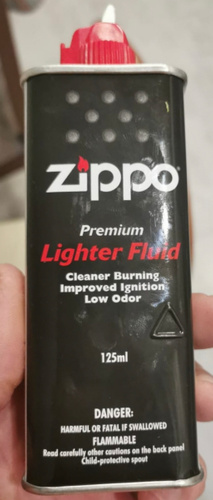 zippo
Premium
Lighter Fluid
Cleaner Burning
Improved Ignition
Low Odor
125ml
DANGER:
HARMFUL OR FATAL IF SWALLOWED
FLAMMABLE
Read carefully other cautions on the back panel
Child-protective spout